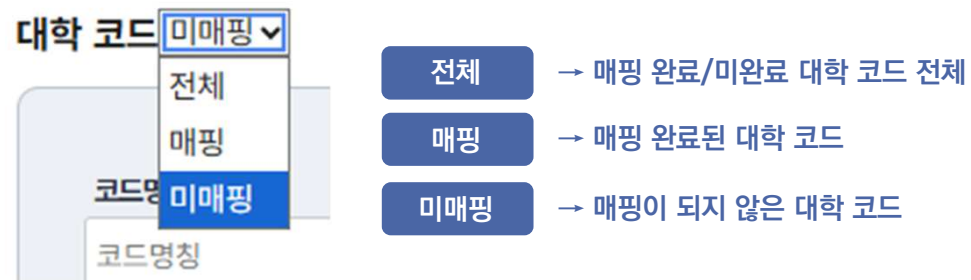 대학 코드 미매핑
전체
매핑
미매핑
코드명
코드명칭
전체 → 매핑 완료/미완료 대학 코드 전체
매핑 → 매핑 완료된 대학 코드
미매핑 → 매핑이 되지 않은 대학 코드